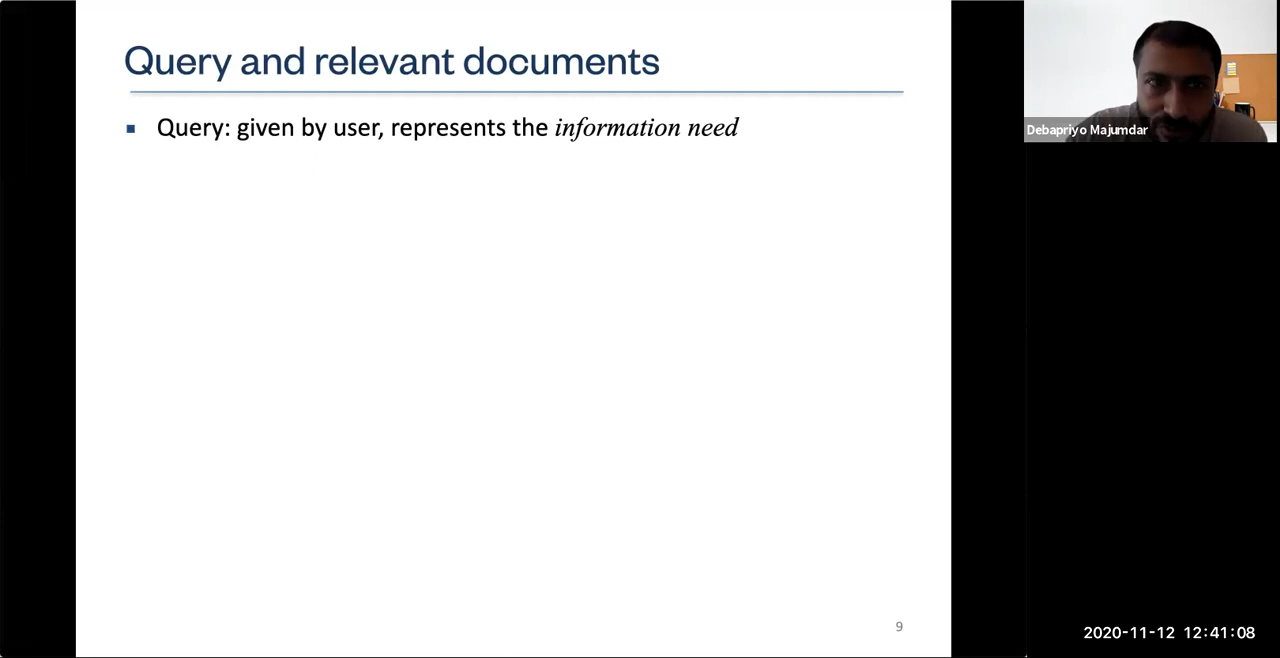 Query and relevant documents
Query: given by user, represents the information need
Debapriyo Majumdar
9
2020-11-12 12:41:08